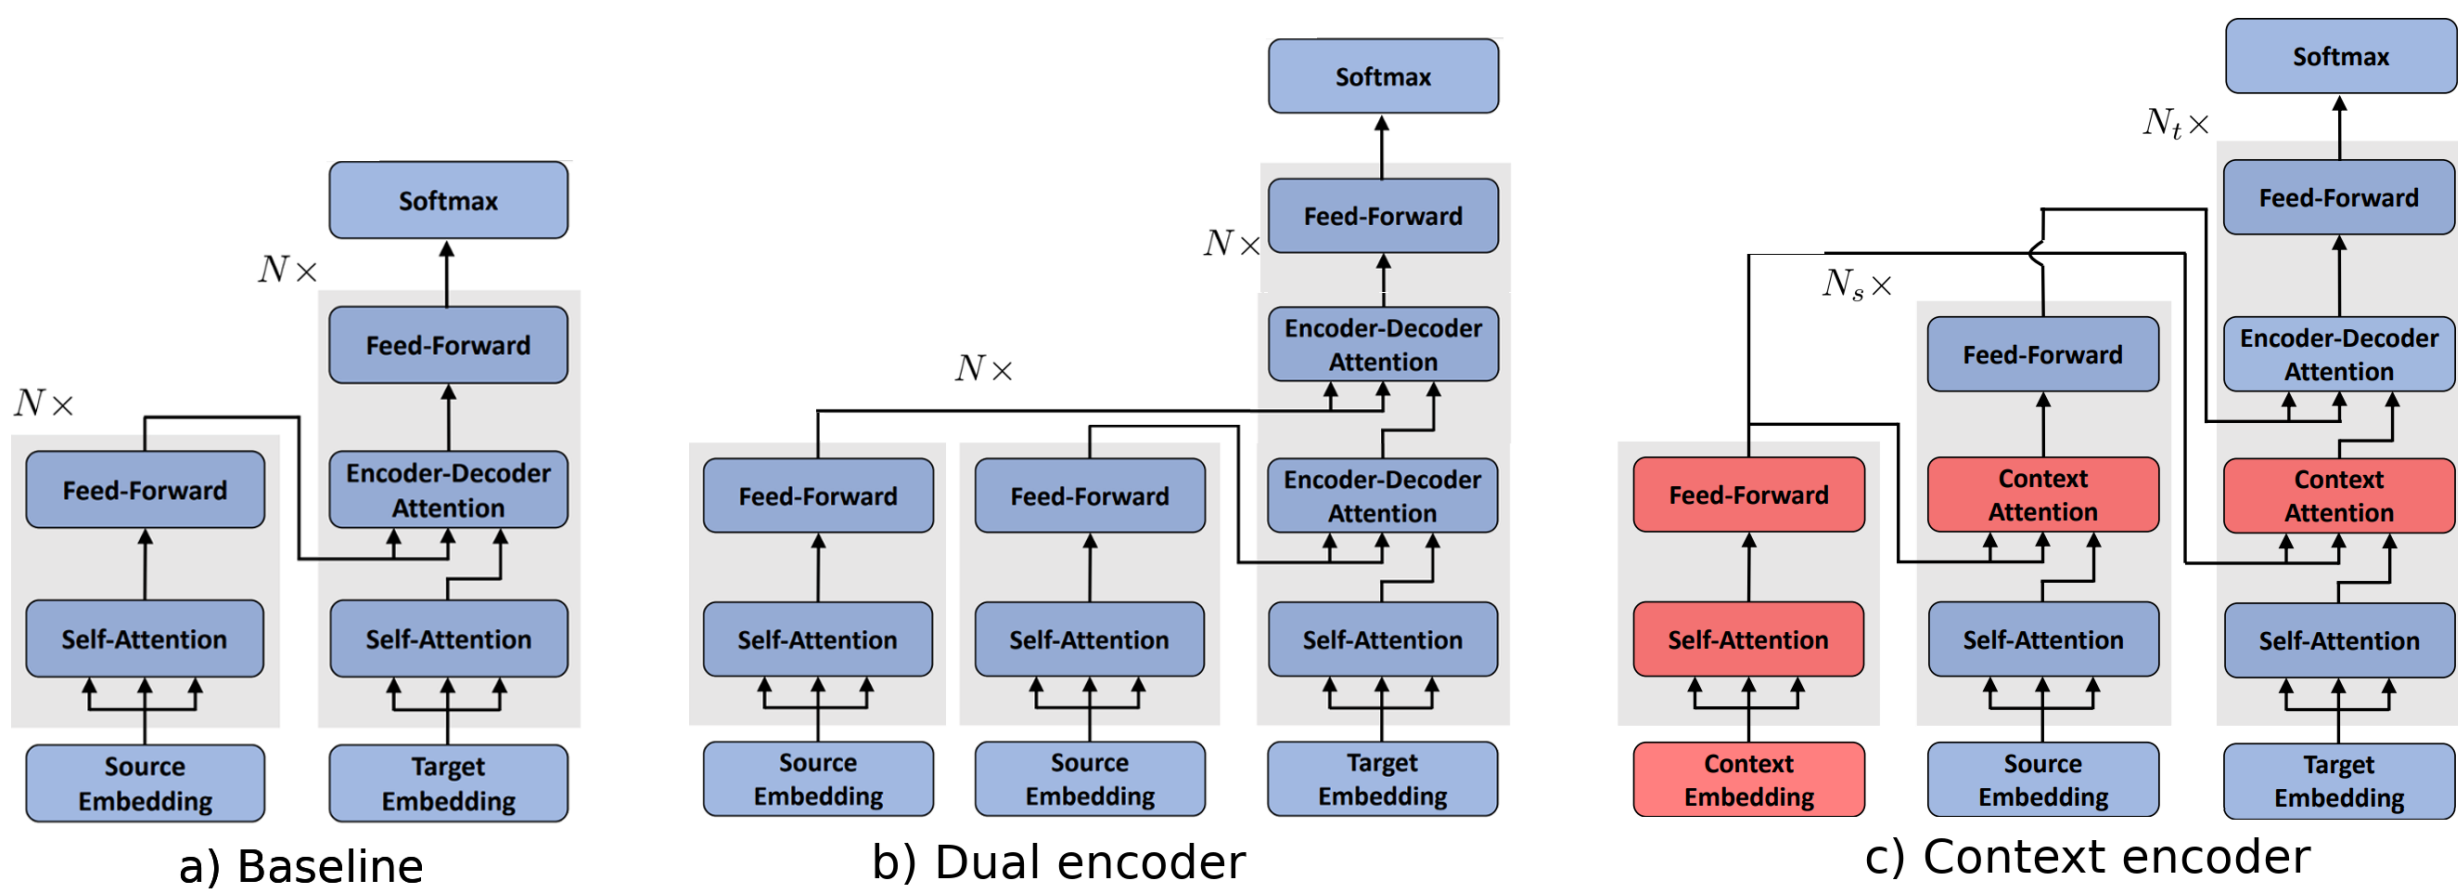 Softmax
N×
Feed-Forward
N×
Feed-Forward
Encoder-Decoder
Attention
Self-Attention
Self-Attention
Source
Embedding
Target
Embedding
a) Baseline
Softmax
N×
Feed-Forward
Encoder-Decoder
Attention
N×
Feed-Forward
Feed-Forward
Encoder-Decoder
Attention
Self-Attention
Self-Attention
Self-Attention
Source
Embedding
Source
Embedding
Target
Embedding
b) Dual encoder
Softmax
Nₜ×
Feed-Forward
Nₛ×
Feed-Forward
Encoder-Decoder
Attention
Feed-Forward
Context
Attention
Context
Attention
Self-Attention
Self-Attention
Self-Attention
Context
Embedding
Source
Embedding
Target
Embedding
c) Context encoder